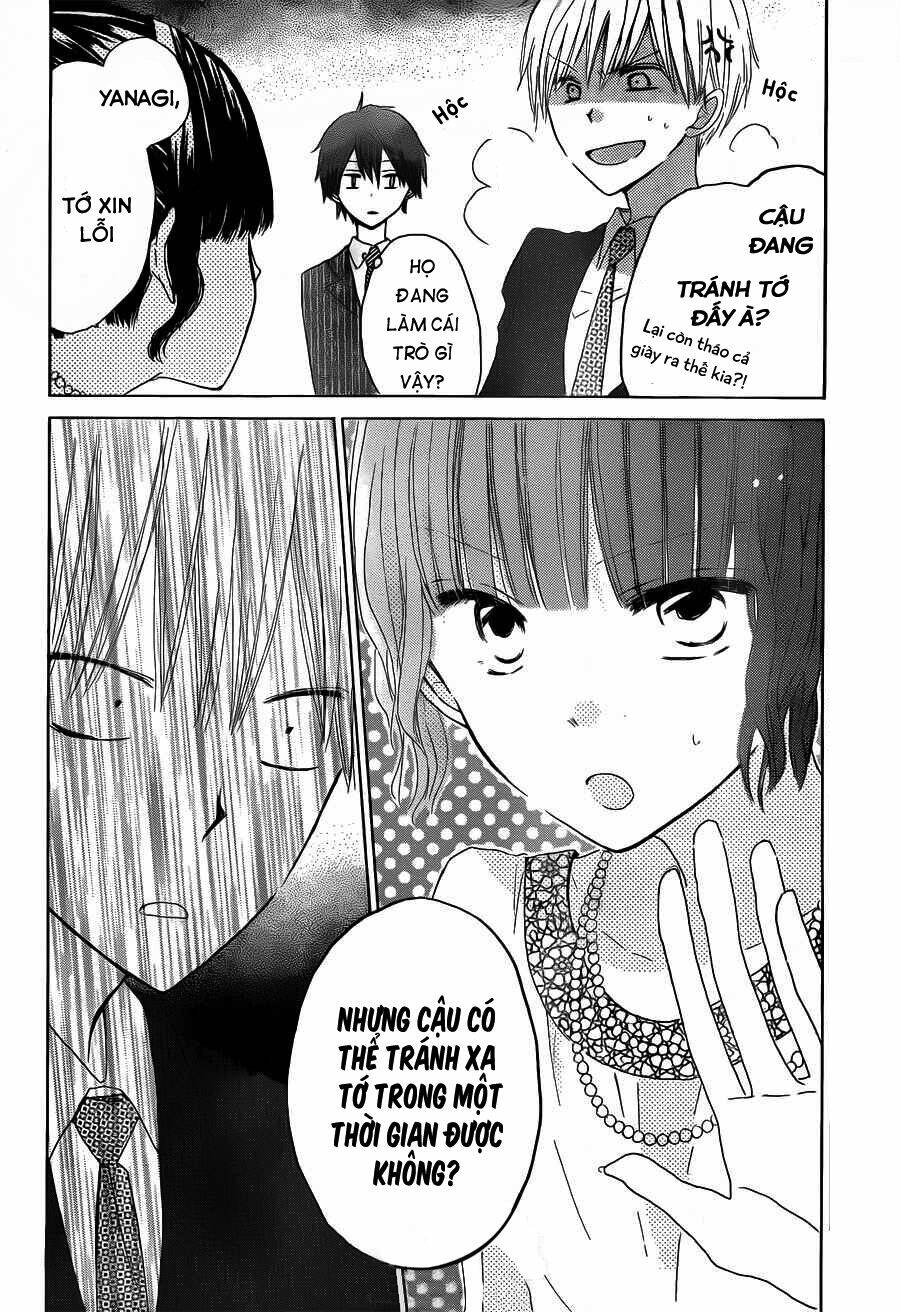 Hộc
CẬU
ĐANG
TRÁNH TỚ
ĐẤY À?
Lại còn tháo cả
giày ra thế kia?!
Hộc
HỌ
ĐANG
LÀM CÁI
TRÒ GÌ
VẬY?
YANAGI,
TỚ XIN
LỖI
NHƯNG CẬU CÓ
THỂ TRÁNH XA
TỚ TRONG MỘT
THỜI GIAN ĐƯỢC
KHÔNG?